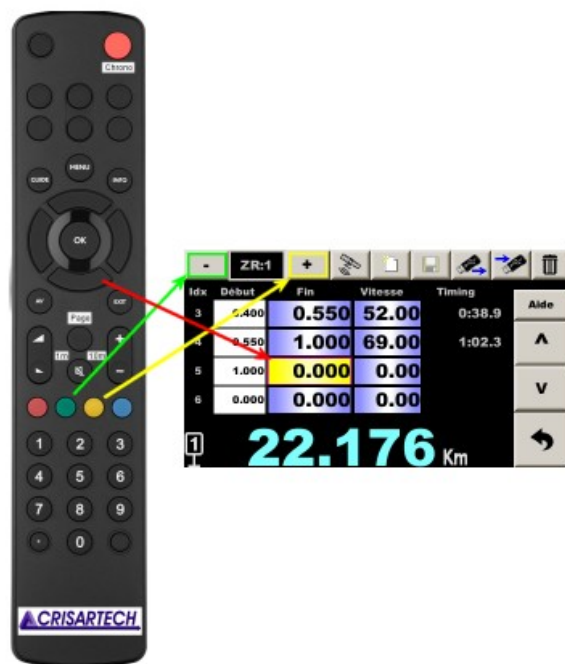 Chrono
MENU
GUIDE
INFO
OK
AV
EXIT
Page
+
1m
10m
-
1 2 3
4 5 6
7 8 9
0
ACRISARTECH
- ZR:1 +
Idx Début Fin Vitesse Timing
3 0.400 0.550 52.00 0:38.9
4 0.550 1.000 69.00 1:02.3
5 1.000 0.000 0.00
6 0.000 0.000 0.00
1 22.176 Km
Aide